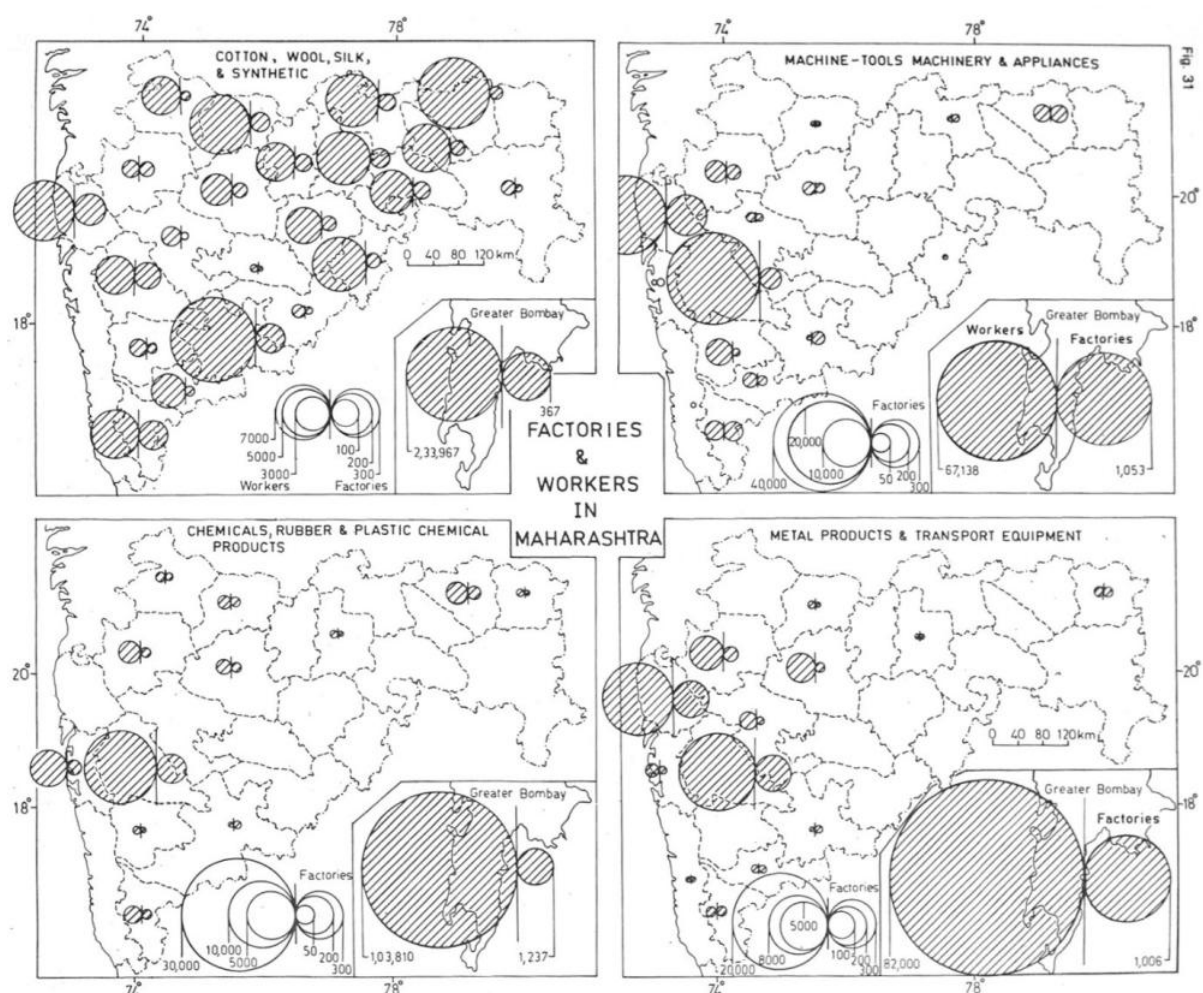 74°
78°
74°
78°
Fig. 31
COTTON, WOOL, SILK,
& SYNTHETIC
MACHINE-TOOLS MACHINERY & APPLIANCES
20°
18°
18°
0 40 80 120 km
Greater Bombay
7000
5000
3000
Workers
100
200
300
Factories
2,33,967
367
Greater Bombay
Workers
Factories
Factories
20,000
10,000
40,000
50
200
300
67,138
1,053
FACTORIES
&
WORKERS
IN
MAHARASHTRA
CHEMICALS, RUBBER & PLASTIC CHEMICAL
PRODUCTS
METAL PRODUCTS & TRANSPORT EQUIPMENT
20°
20°
18°
18°
0 40 80 120 km
Greater Bombay
Factories
10,000
5000
30,000
50
200
300
1,03,810
1,237
Greater Bombay
Factories
Factories
5000
8000
20,000
100
200
300
82,000
1,006
74°
78°
74°
78°